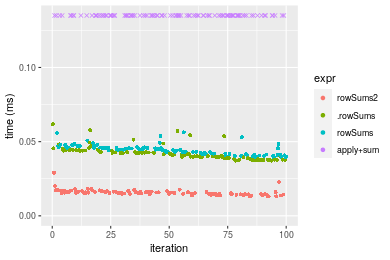 time (ms)
0.10
0.05
0.00
0
25
50
75
100
iteration
expr
rowSums2
.rowSums
rowSums
apply+sum